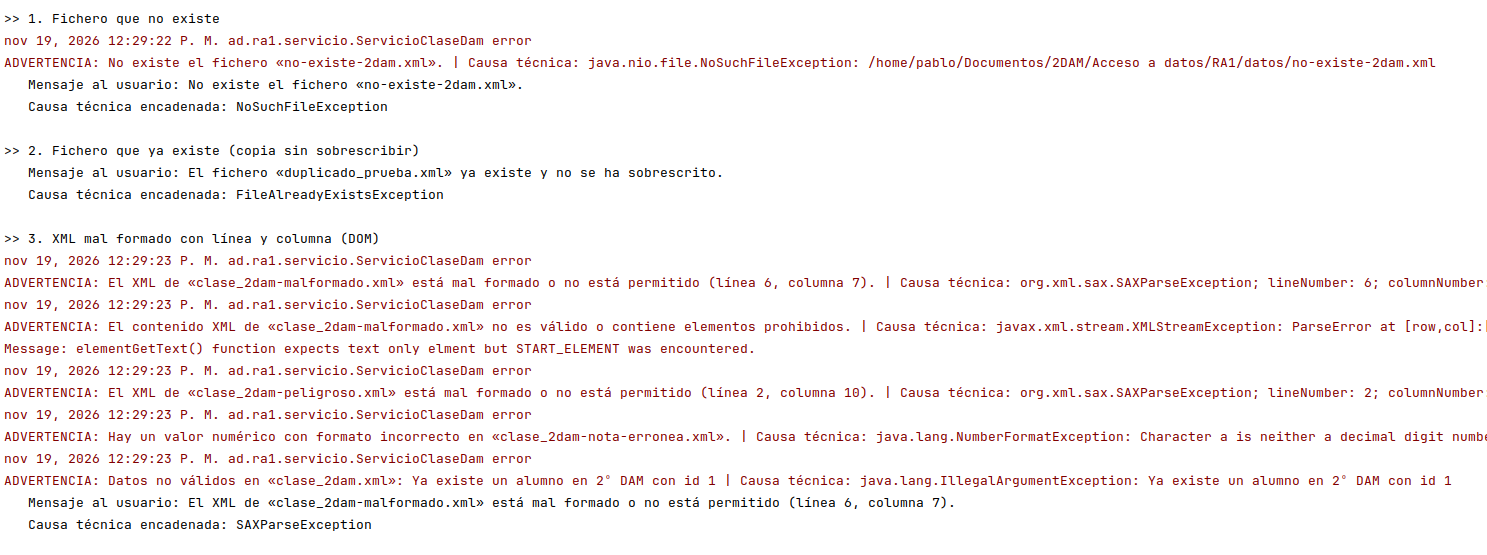 >> 1. Fichero que no existe
nov 19, 2026 12:29:22 P. M. ad.ra1.servicio.ServicioClaseDam error
ADVERTENCIA: No existe el fichero «no-existe-2dam.xml». | Causa técnica: java.nio.file.NoSuchFileException: /home/pablo/Documentos/2DAM/Acceso a datos/RA1/datos/no-existe-2dam.xml
Mensaje al usuario: No existe el fichero «no-existe-2dam.xml».
Causa técnica encadenada: NoSuchFileException
>> 2. Fichero que ya existe (copia sin sobrescribir)
Mensaje al usuario: El fichero «duplicado_prueba.xml» ya existe y no se ha sobrescrito.
Causa técnica encadenada: FileAlreadyExistsException
>> 3. XML mal formado con línea y columna (DOM)
nov 19, 2026 12:29:23 P. M. ad.ra1.servicio.ServicioClaseDam error
ADVERTENCIA: El XML de «clase_2dam-malformado.xml» está mal formado o no está permitido (línea 6, columna 7). | Causa técnica: org.xml.sax.SAXParseException; lineNumber: 6; columnNumber:
nov 19, 2026 12:29:23 P. M. ad.ra1.servicio.ServicioClaseDam error
ADVERTENCIA: El contenido XML de «clase_2dam-malformado.xml» no es válido o contiene elementos prohibidos. | Causa técnica: javax.xml.stream.XMLStreamException: ParseError at [row,col]:[
Message: elementGetText() function expects text only elment but START_ELEMENT was encountered.
nov 19, 2026 12:29:23 P. M. ad.ra1.servicio.ServicioClaseDam error
ADVERTENCIA: El XML de «clase_2dam-peligroso.xml» está mal formado o no está permitido (línea 2, columna 10). | Causa técnica: org.xml.sax.SAXParseException; lineNumber: 2; columnNumber:
nov 19, 2026 12:29:23 P. M. ad.ra1.servicio.ServicioClaseDam error
ADVERTENCIA: Hay un valor numérico con formato incorrecto en «clase_2dam-nota-erronea.xml». | Causa técnica: java.lang.NumberFormatException: Character a is neither a decimal digit numbe
nov 19, 2026 12:29:23 P. M. ad.ra1.servicio.ServicioClaseDam error
ADVERTENCIA: Datos no válidos en «clase_2dam.xml»: Ya existe un alumno en 2° DAM con id 1 | Causa técnica: java.lang.IllegalArgumentException: Ya existe un alumno en 2° DAM con id 1
Mensaje al usuario: El XML de «clase_2dam-malformado.xml» está mal formado o no está permitido (línea 6, columna 7).
Causa técnica encadenada: SAXParseException